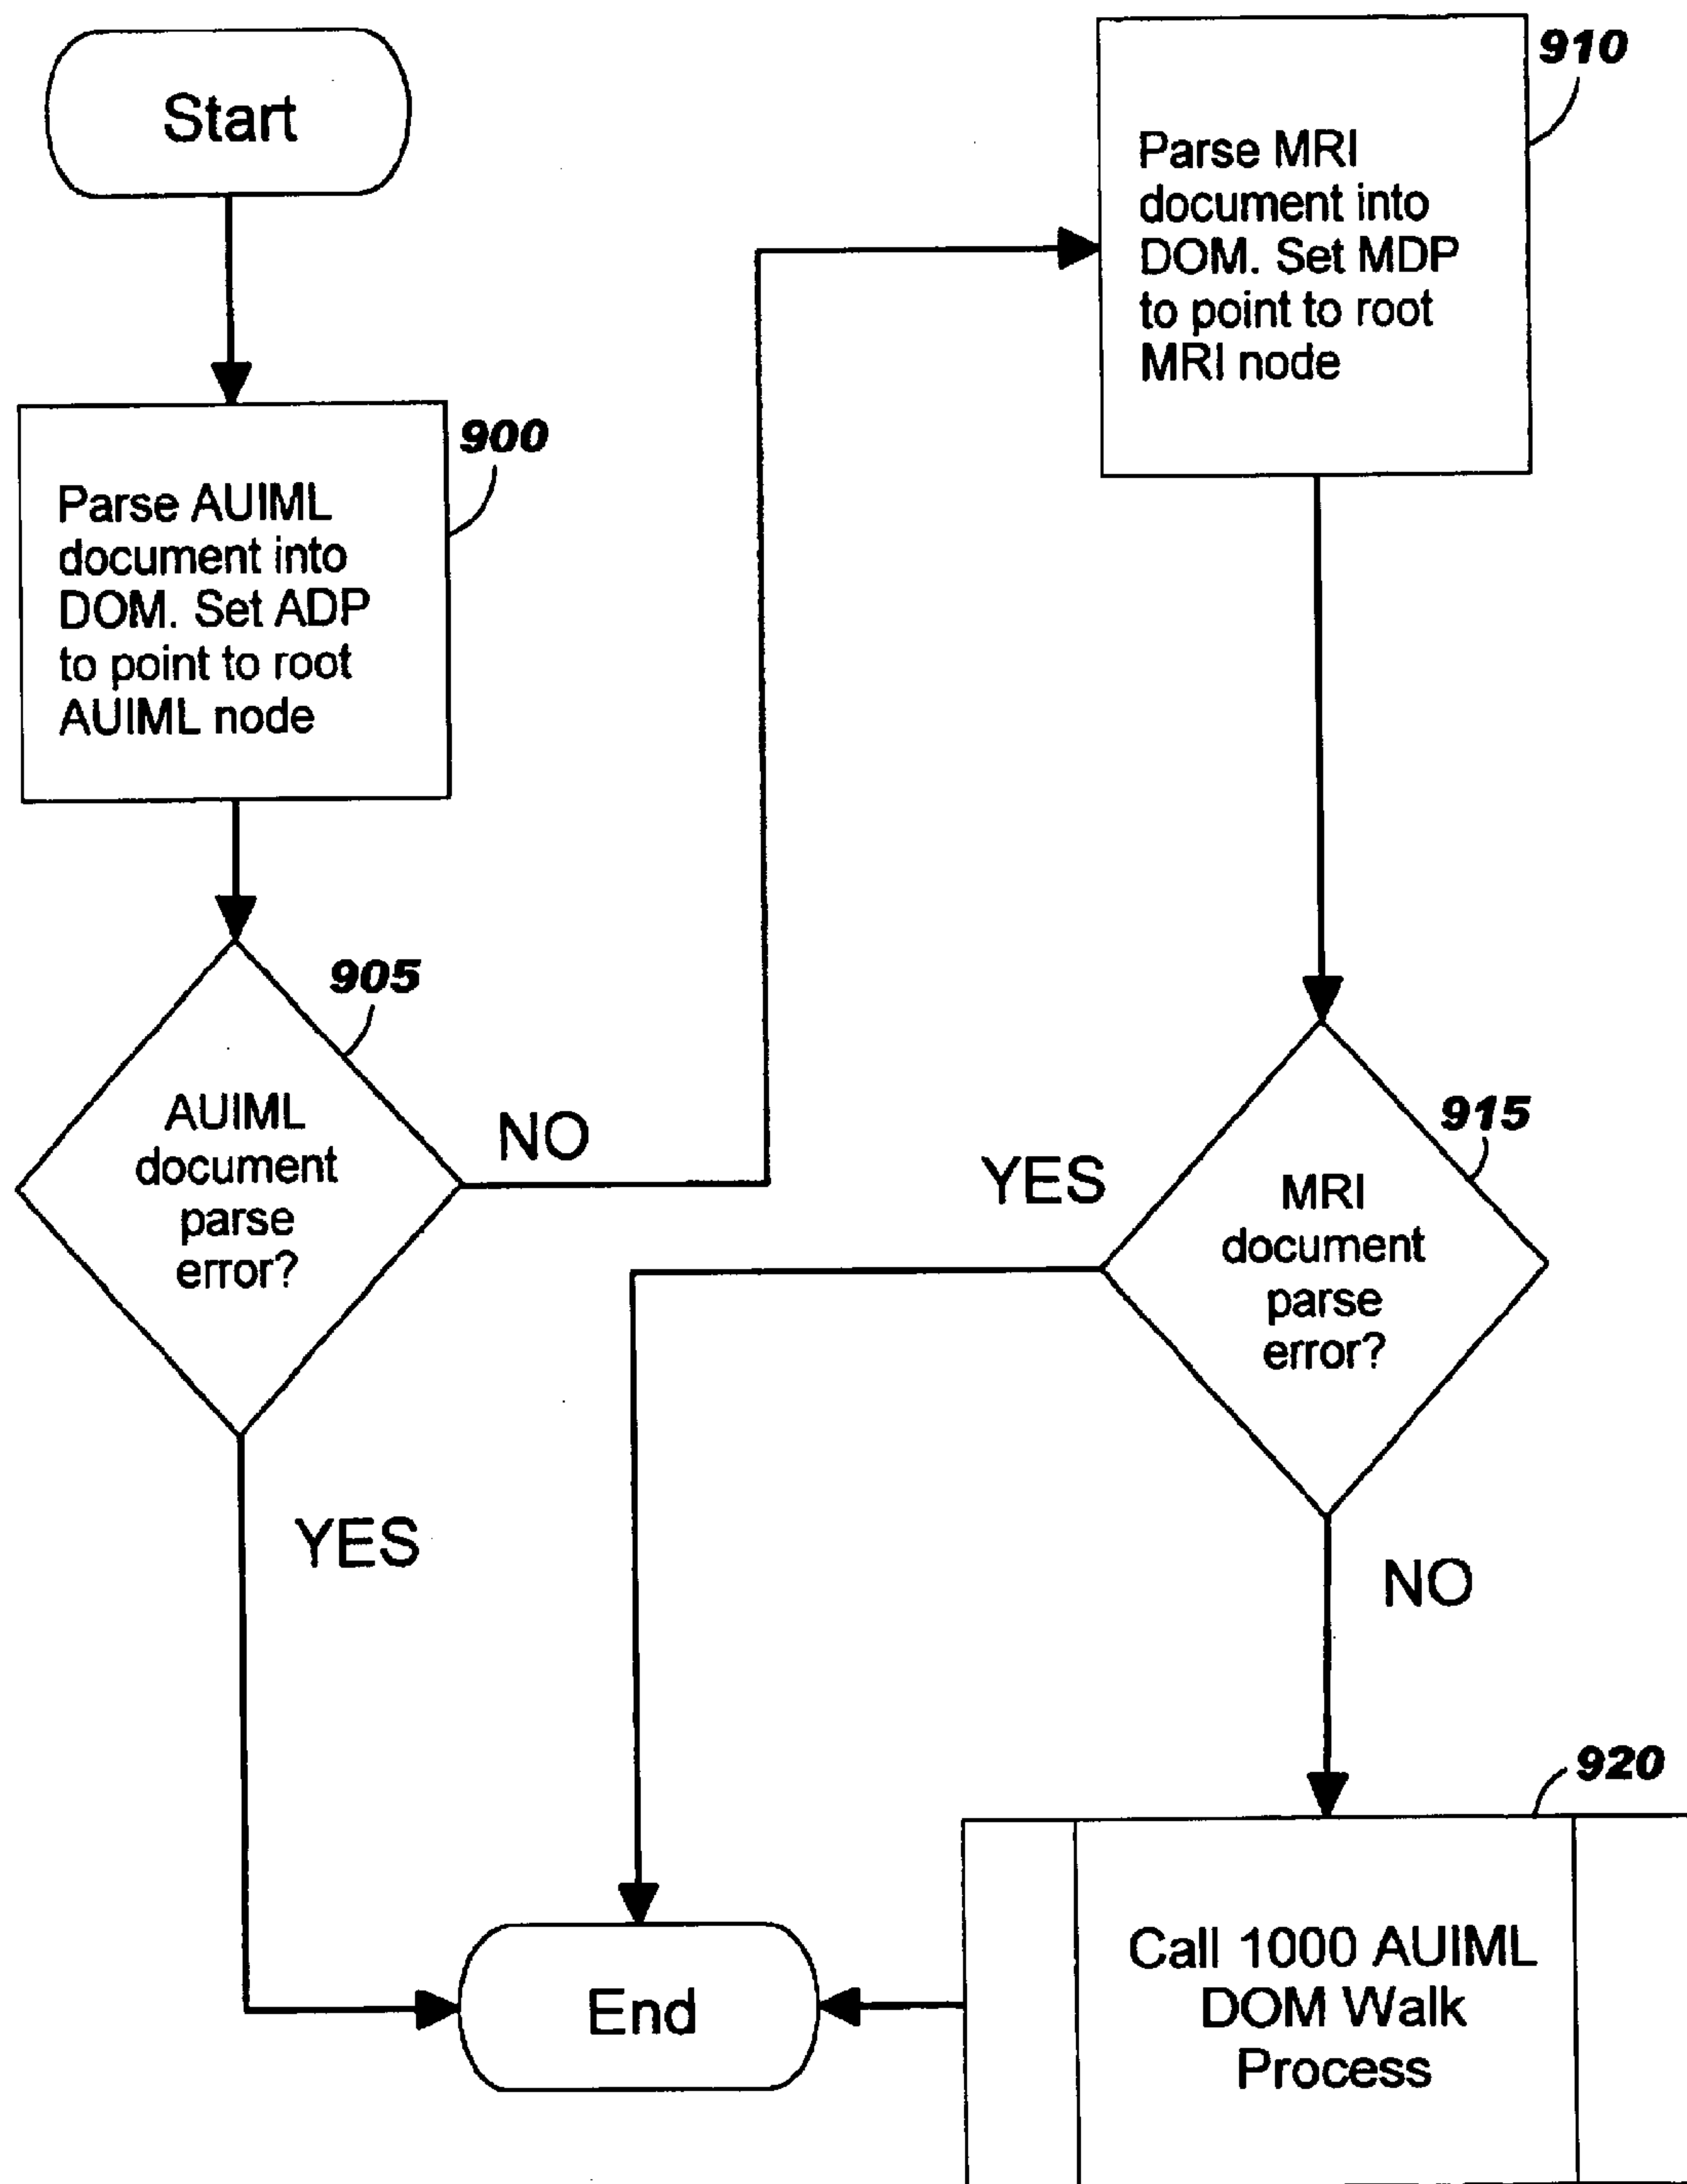 Start
900
Parse AUIML
document into
DOM. Set ADP
to point to root
AUIML node
905
AUIML
document
parse
error?
NO
YES
910
Parse MRI
document into
DOM. Set MDP
to point to root
MRI node
915
MRI
document
parse
error?
YES
NO
920
Call 1000 AUIML
DOM Walk
Process
End